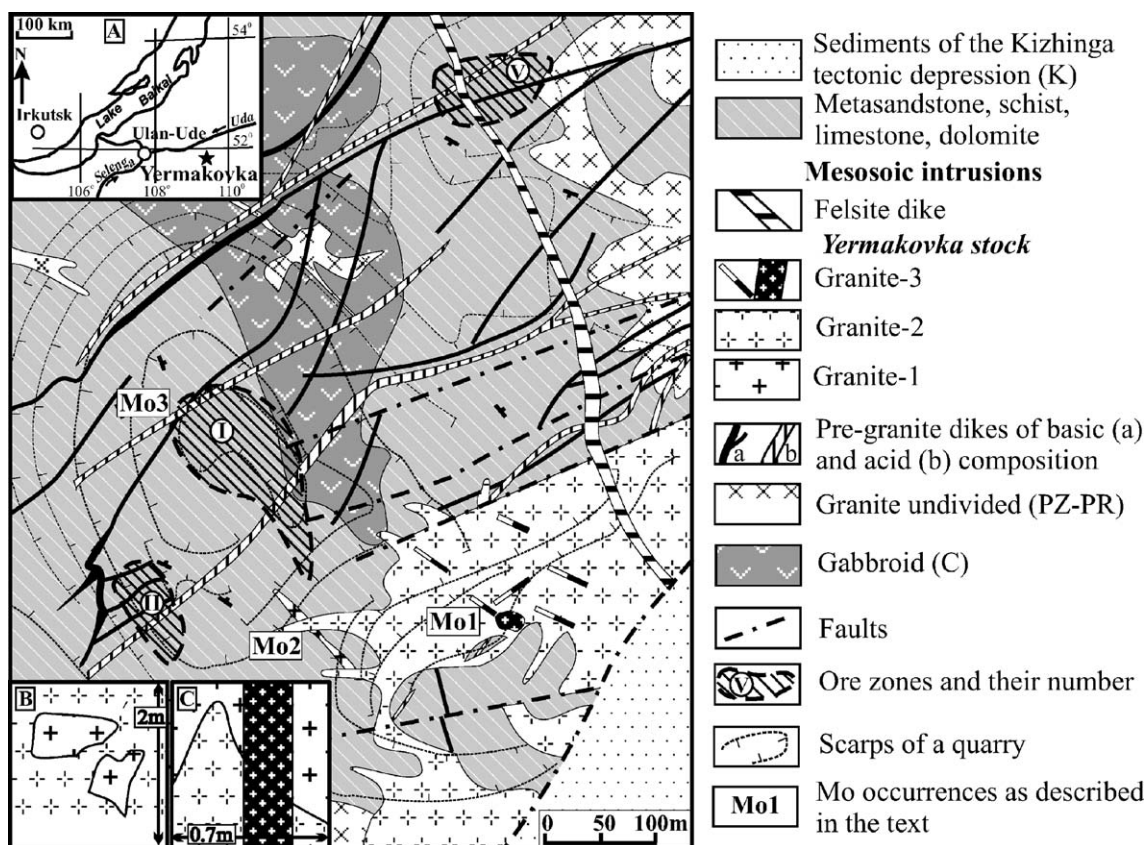 100 km
A
54°
N
Lake
Baikal
Irkutsk
Ulan-Ude
Uda
52°
Selenga
Yermakovka
106°
108°
110°
V
Mo3
I
II
Mo2
Mo1
B
2m
C
0.7m
0 50 100m
Sediments of the Kizhinga
tectonic depression (K)
Metasandstone, schist,
limestone, dolomite
Mesosoic intrusions
Felsite dike
Yermakovka stock
Granite-3
Granite-2
Granite-1
a
b
Pre-granite dikes of basic (a)
and acid (b) composition
Granite undivided (PZ-PR)
Gabbroid (C)
Faults
V
Ore zones and their number
Scarps of a quarry
Mo1
Mo occurrences as described
in the text